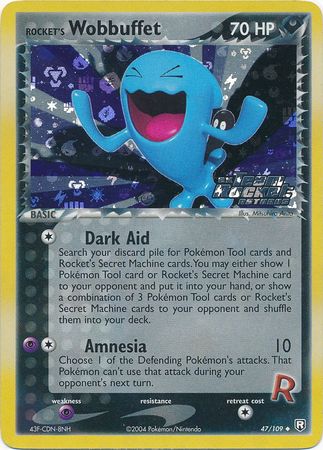 ROCKET'S Wobbuffet 70 HP
TEAM ROCKET RETURNS
Illus. Mitsuhiro Arita
BASIC
Dark Aid
Search your discard pile for Pokémon Tool cards and
Rocket's Secret Machine cards.You may either show 1
Pokémon Tool card or Rocket's Secret Machine card
to your opponent and put it into your hand, or show
a combination of 3 Pokémon Tool cards or Rocket's
Secret Machine cards to your opponent and shuffle
them into your deck.
Amnesia 10
Choose 1 of the Defending Pokémon's attacks. That
Pokémon can't use that attack during your
opponent's next turn.
R
weakness resistance retreat cost
43F-CDN-8NH ©2004 Pokémon/Nintendo 47/109 R